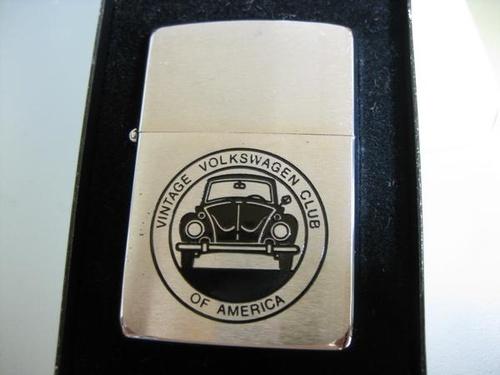 VINTAGE VOLKSWAGEN CLUB
OF AMERICA